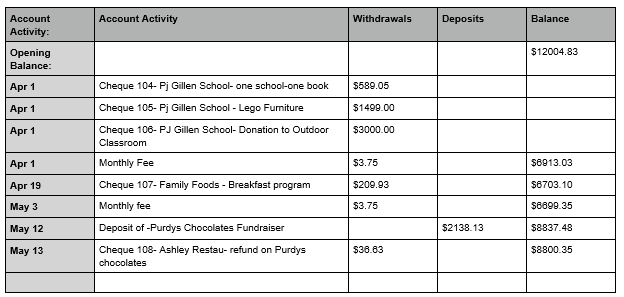 Account Activity: Account Activity Withdrawals Deposits Balance
Opening Balance: $12004.83
Apr 1 Cheque 104- Pj Gillen School- one school-one book $589.05
Apr 1 Cheque 105- Pj Gillen School - Lego Furniture $1499.00
Apr 1 Cheque 106- PJ Gillen School- Donation to Outdoor $3000.00
Classroom
Apr 1 Monthly Fee $3.75 $6913.03
Apr 19 Cheque 107- Family Foods - Breakfast program $209.93 $6703.10
May 3 Monthly fee $3.75 $6699.35
May 12 Deposit of -Purdys Chocolates Fundraiser $2138.13 $8837.48
May 13 Cheque 108- Ashley Restau- refund on Purdys $36.63 $8800.35
chocolates